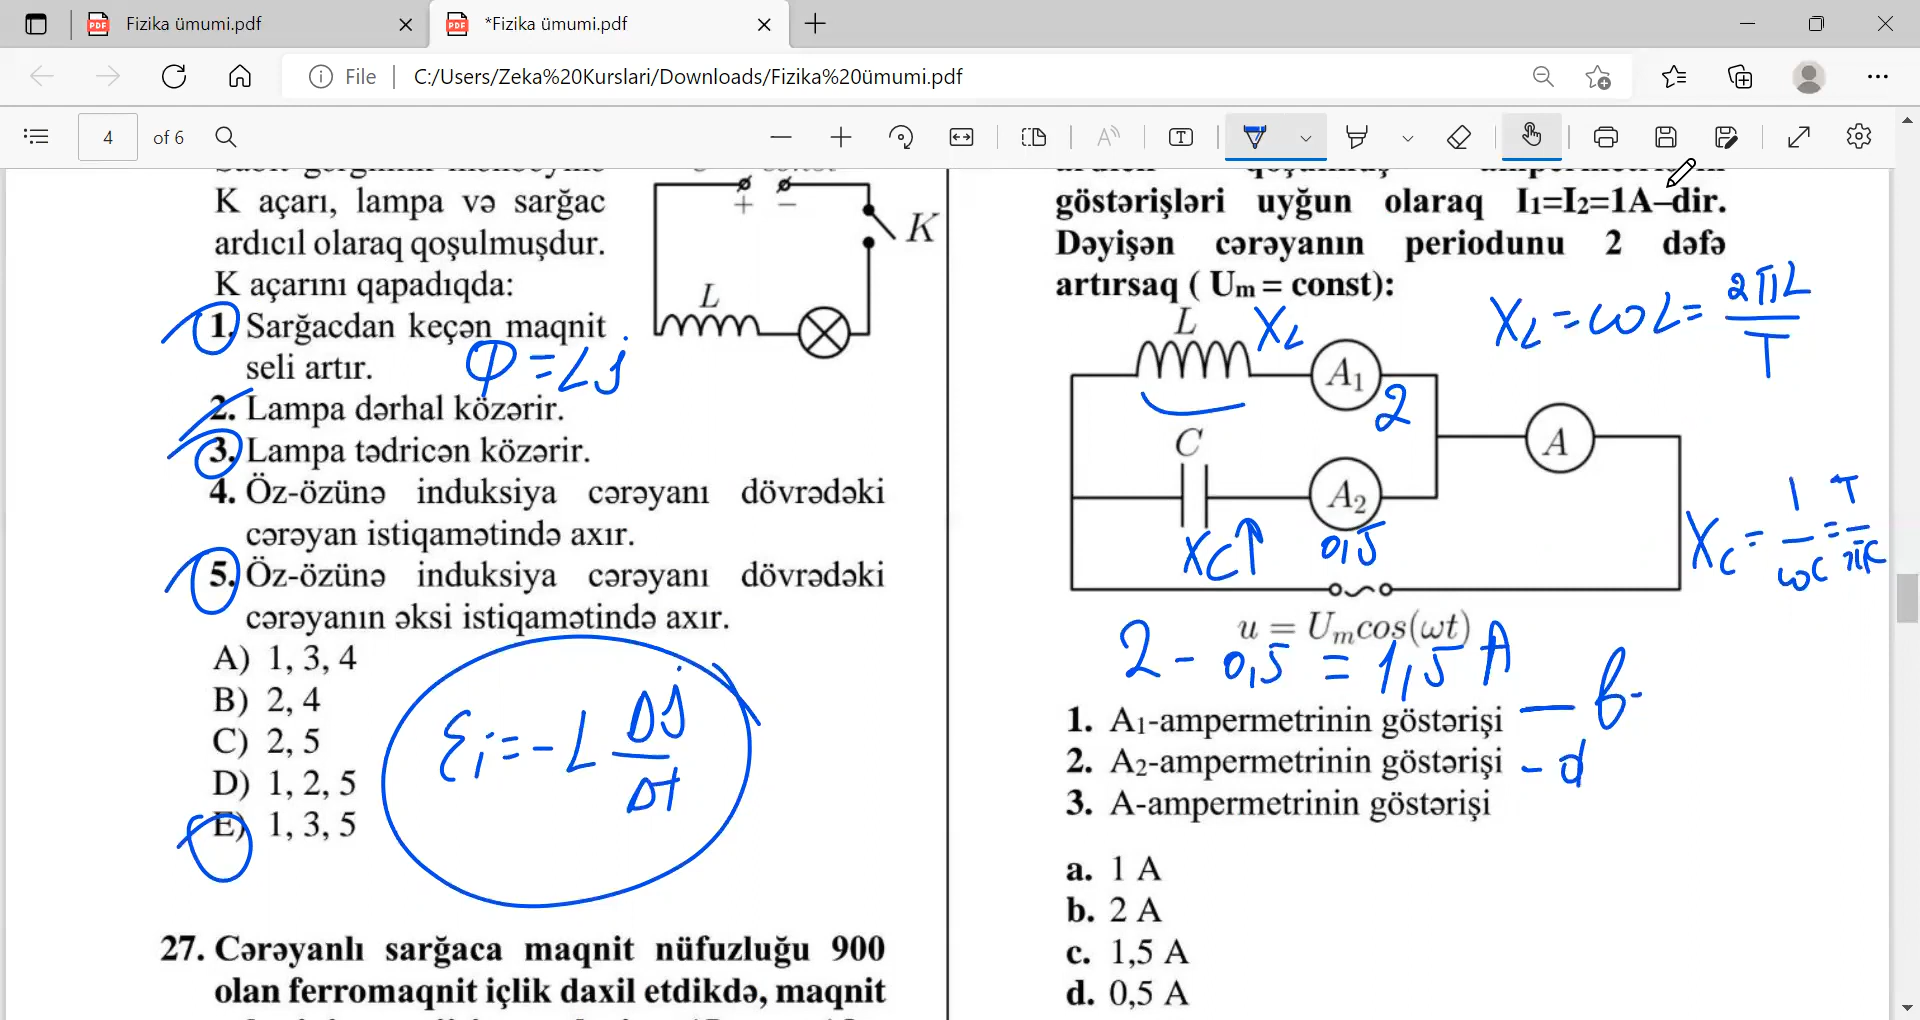 Fizika ümumi.pdf
*Fizika ümumi.pdf
File
C:/Users/Zeka%20Kurslari/Downloads/Fizika%20ümumi.pdf
4 of 6
K açarı, lampa və sarğac
ardıcıl olaraq qoşulmuşdur.
K açarını qapadıqda:
1. Sarğacdan keçən maqnit
seli artır.
Φ = Lj
2. Lampa dərhal közərir.
3. Lampa tədricən közərir.
4. Öz-özünə induksiya cərəyanı dövrədəki
cərəyan istiqamətində axır.
5. Öz-özünə induksiya cərəyanı dövrədəki
cərəyanın əksi istiqamətində axır.
A) 1, 3, 4
B) 2, 4
C) 2, 5
D) 1, 2, 5
E) 1, 3, 5
Ɛi = - L Δj/Δt
+ −
K
L
27. Cərəyanlı sarğaca maqnit nüfuzluğu 900
olan ferromaqnit içlik daxil etdikdə, maqnit
göstərişləri uyğun olaraq I₁=I₂=1A–dir.
Dəyişən cərəyanın periodunu 2 dəfə
artırsaq ( Uₘ = const):
X_L = ωL = 2πL/T
L
X_L
A₁
2
C
A
A₂
X_C↑
0,5
u = Uₘcos(ωt)
2 - 0,5 = 1,5 A
1. A₁-ampermetrinin göstərişi — b
2. A₂-ampermetrinin göstərişi - d
3. A-ampermetrinin göstərişi
a. 1 A
b. 2 A
c. 1,5 A
d. 0,5 A